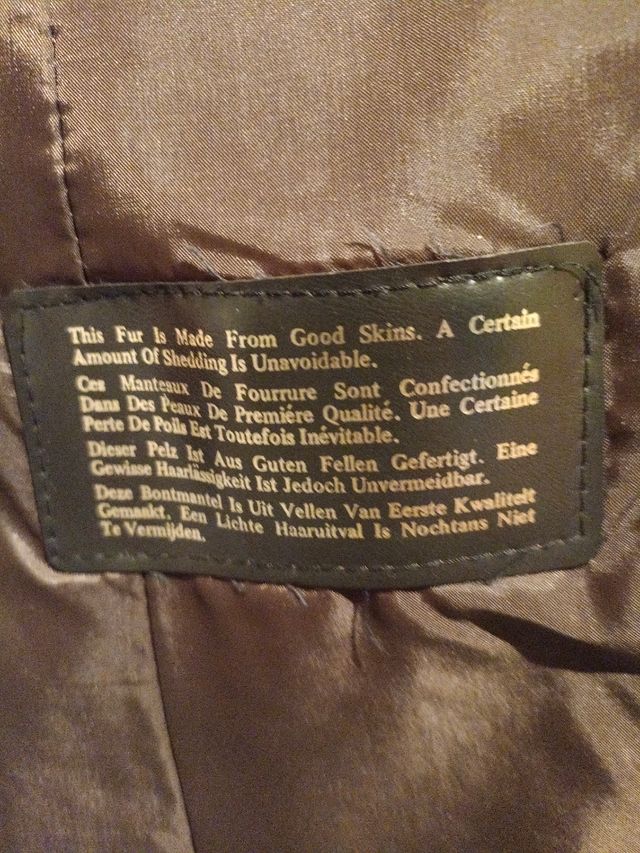 This Fur Is Made From Good Skins. A Certain
Amount Of Shedding Is Unavoidable.
Ces Manteaux De Fourrure Sont Confectionnés
Dans Des Peaux De Premiére Qualité. Une Certaine
Perte De Poils Est Toutefois Inévitable.
Dieser Pelz Ist Aus Guten Fellen Gefertigt. Eine
Gewisse Haarlässigkeit Ist Jedoch Unvermeidbar.
Deze Bontmantel Is Uit Vellen Van Eerste Kwaliteit
Gemaakt. Een Lichte Haaruitval Is Nochtans Niet
Te Vermijden.